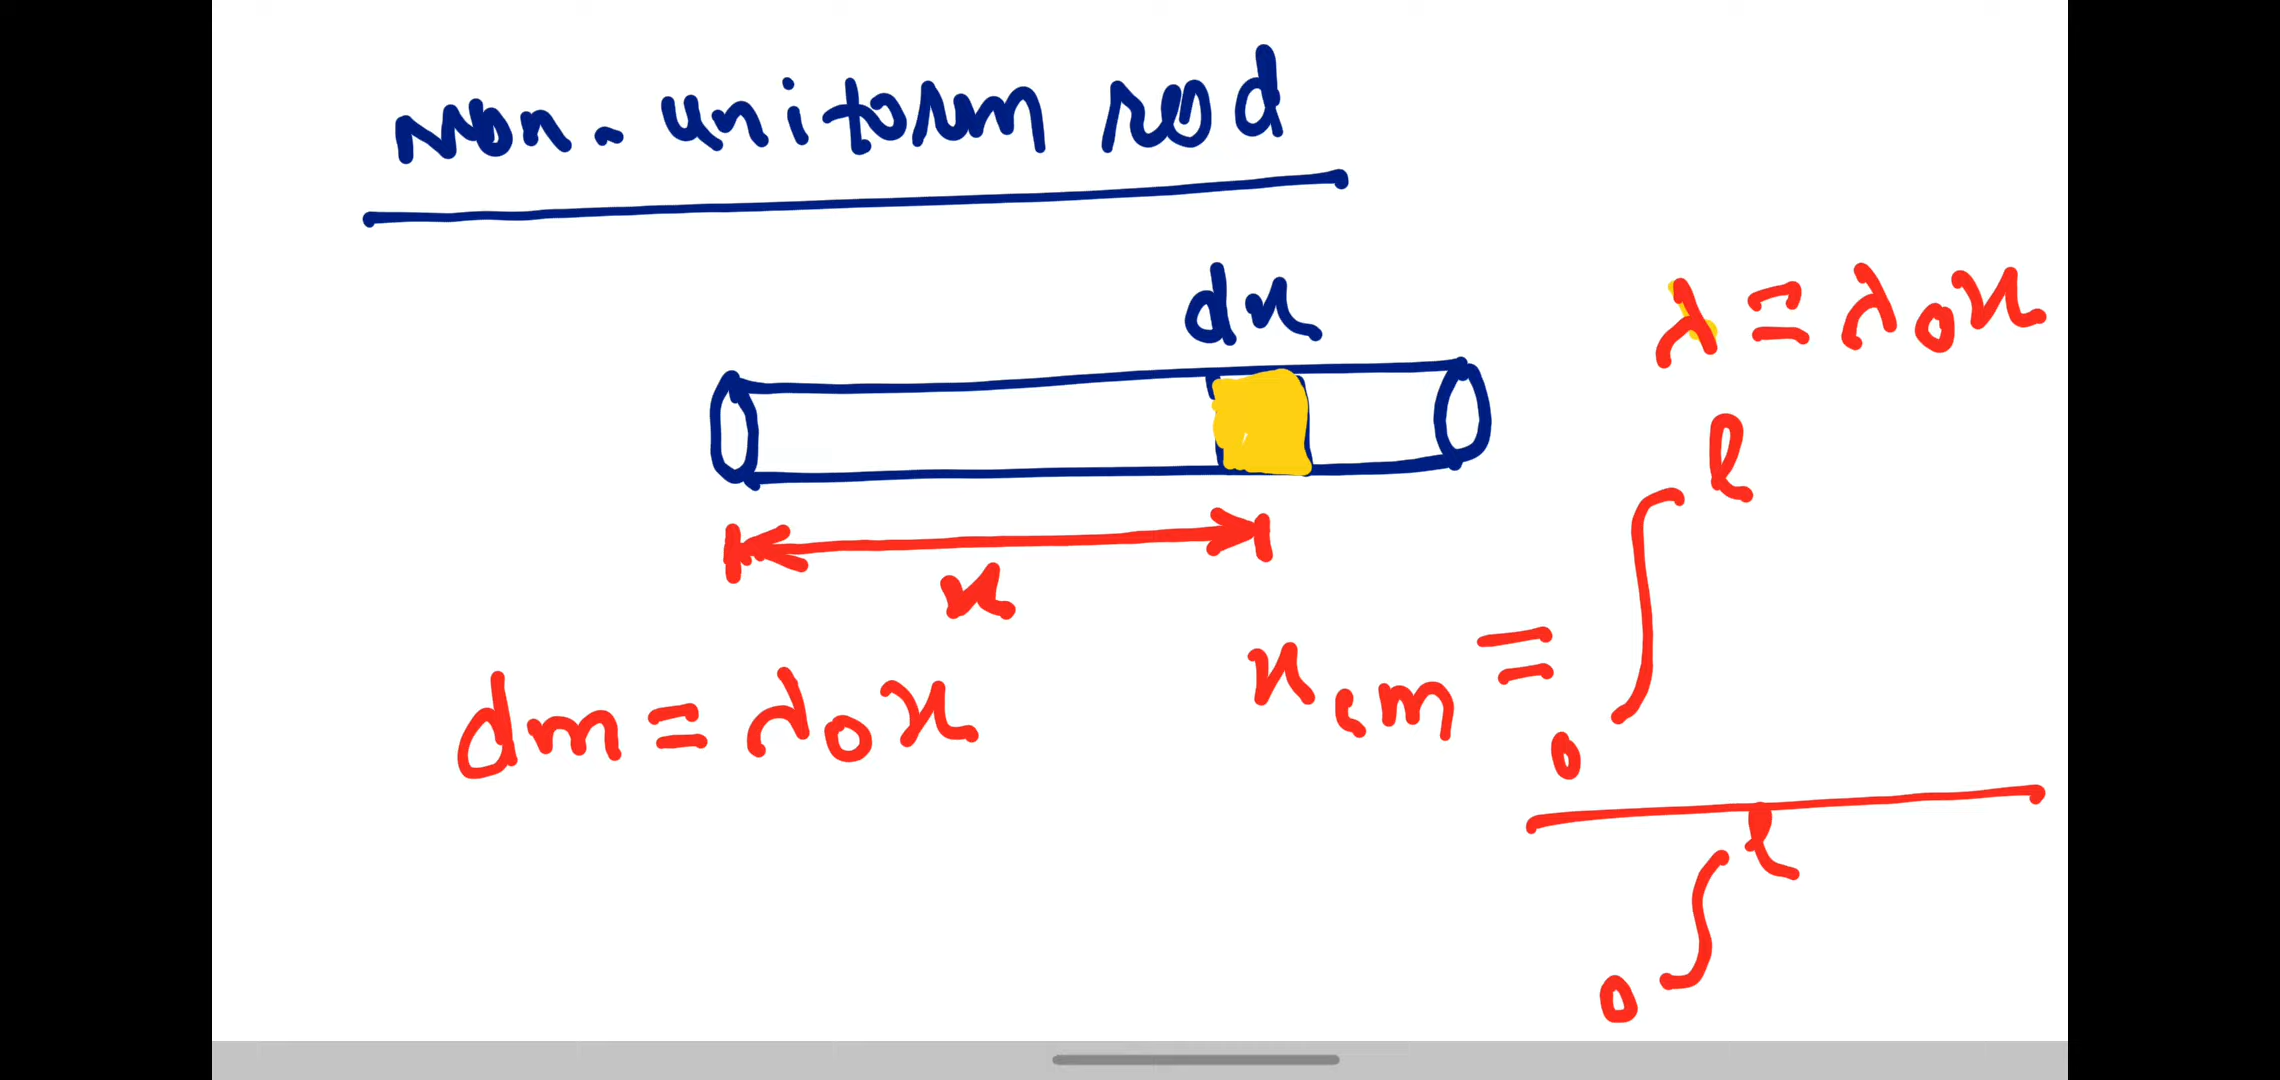 Non-uniform rod
dx
λ = λ₀x
x
dm = λ₀x
x_cm = ∫₀^l
∫₀^l